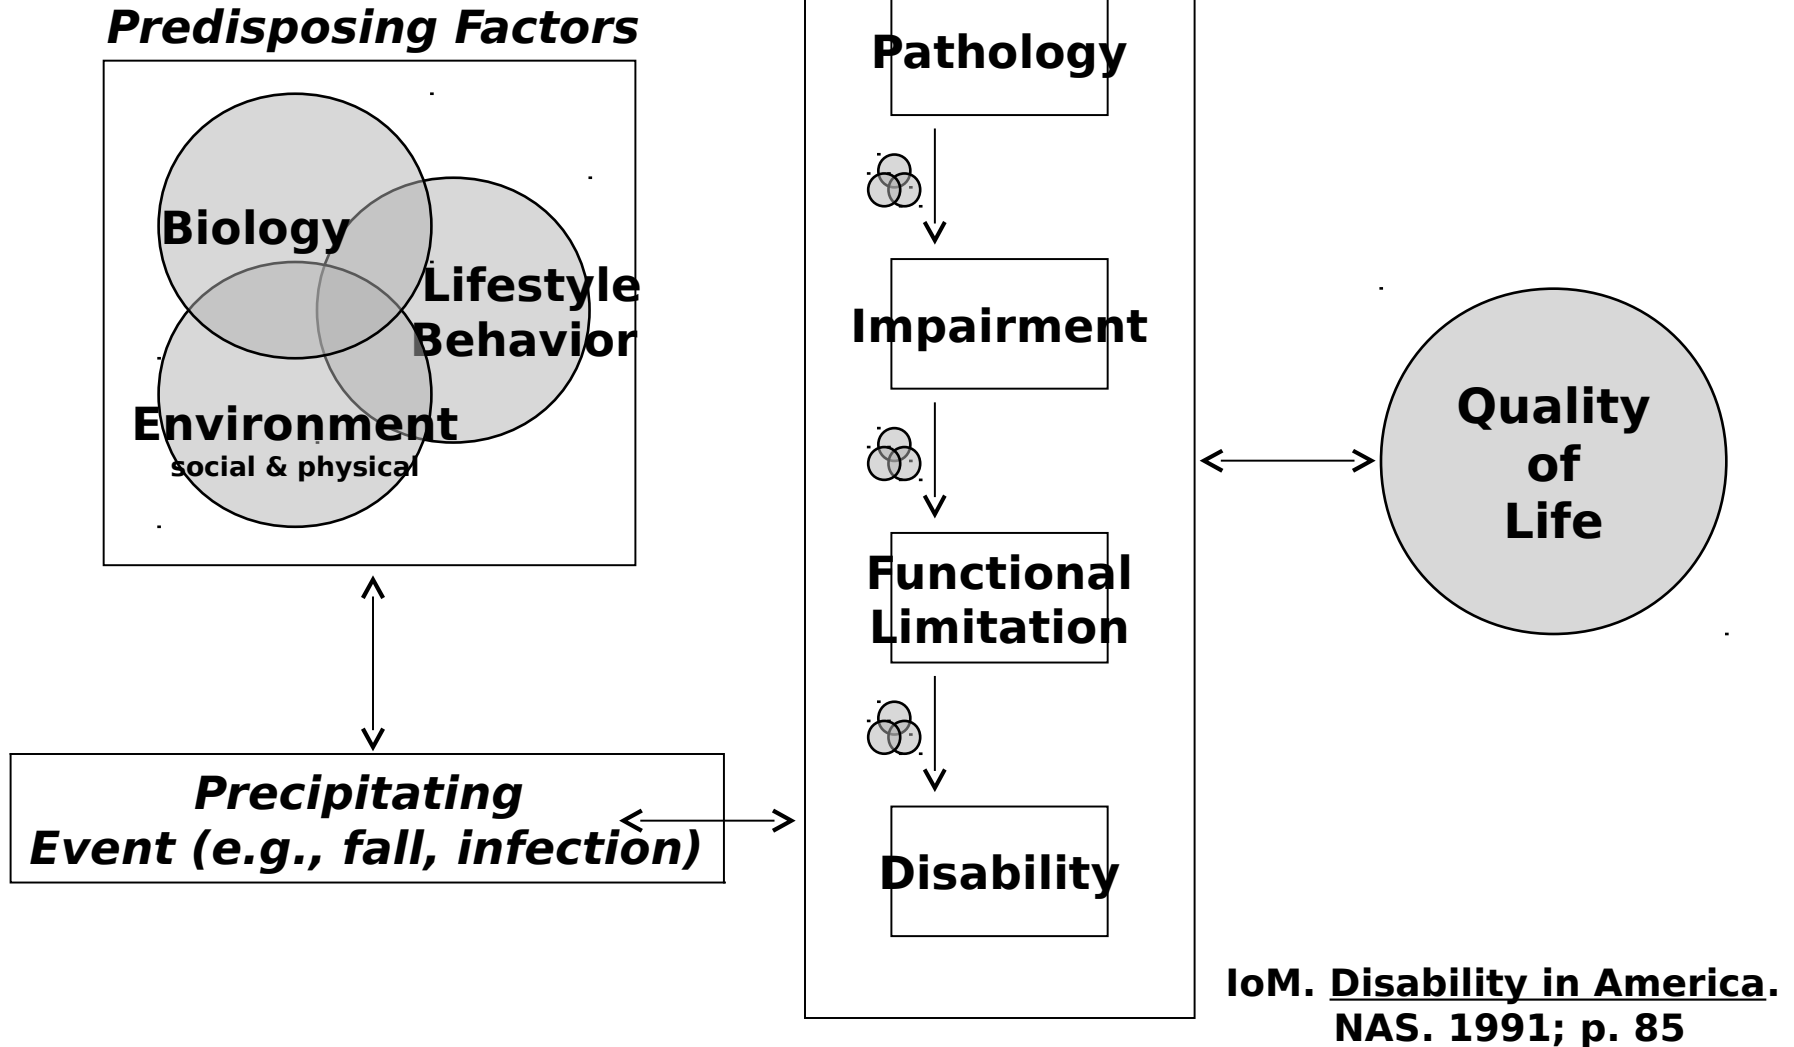 Predisposing Factors
Biology
Lifestyle
Behavior
Environment
social & physical
Precipitating
Event (e.g., fall, infection)
Pathology
Impairment
Functional
Limitation
Disability
Quality
of
Life
IoM. Disability in America.
NAS. 1991; p. 85